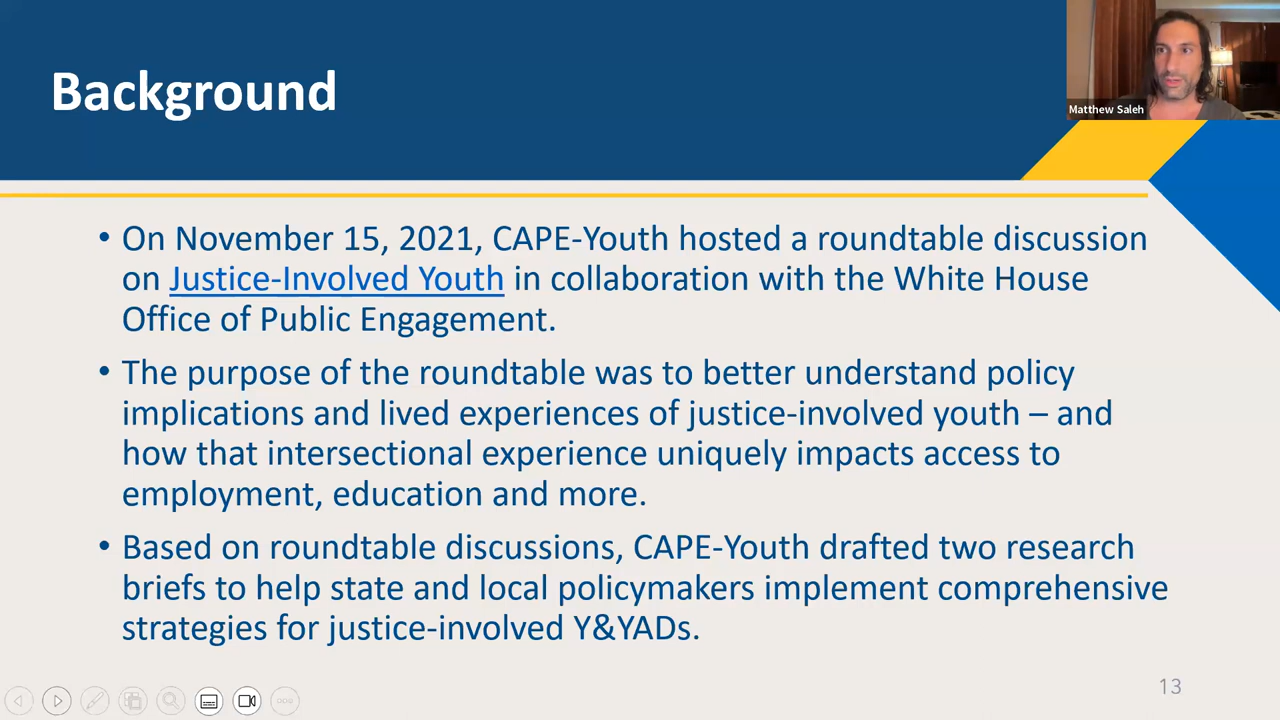 Background
Matthew Saleh
• On November 15, 2021, CAPE-Youth hosted a roundtable discussion
on Justice-Involved Youth in collaboration with the White House
Office of Public Engagement.
• The purpose of the roundtable was to better understand policy
implications and lived experiences of justice-involved youth – and
how that intersectional experience uniquely impacts access to
employment, education and more.
• Based on roundtable discussions, CAPE-Youth drafted two research
briefs to help state and local policymakers implement comprehensive
strategies for justice-involved Y&YADs.
13